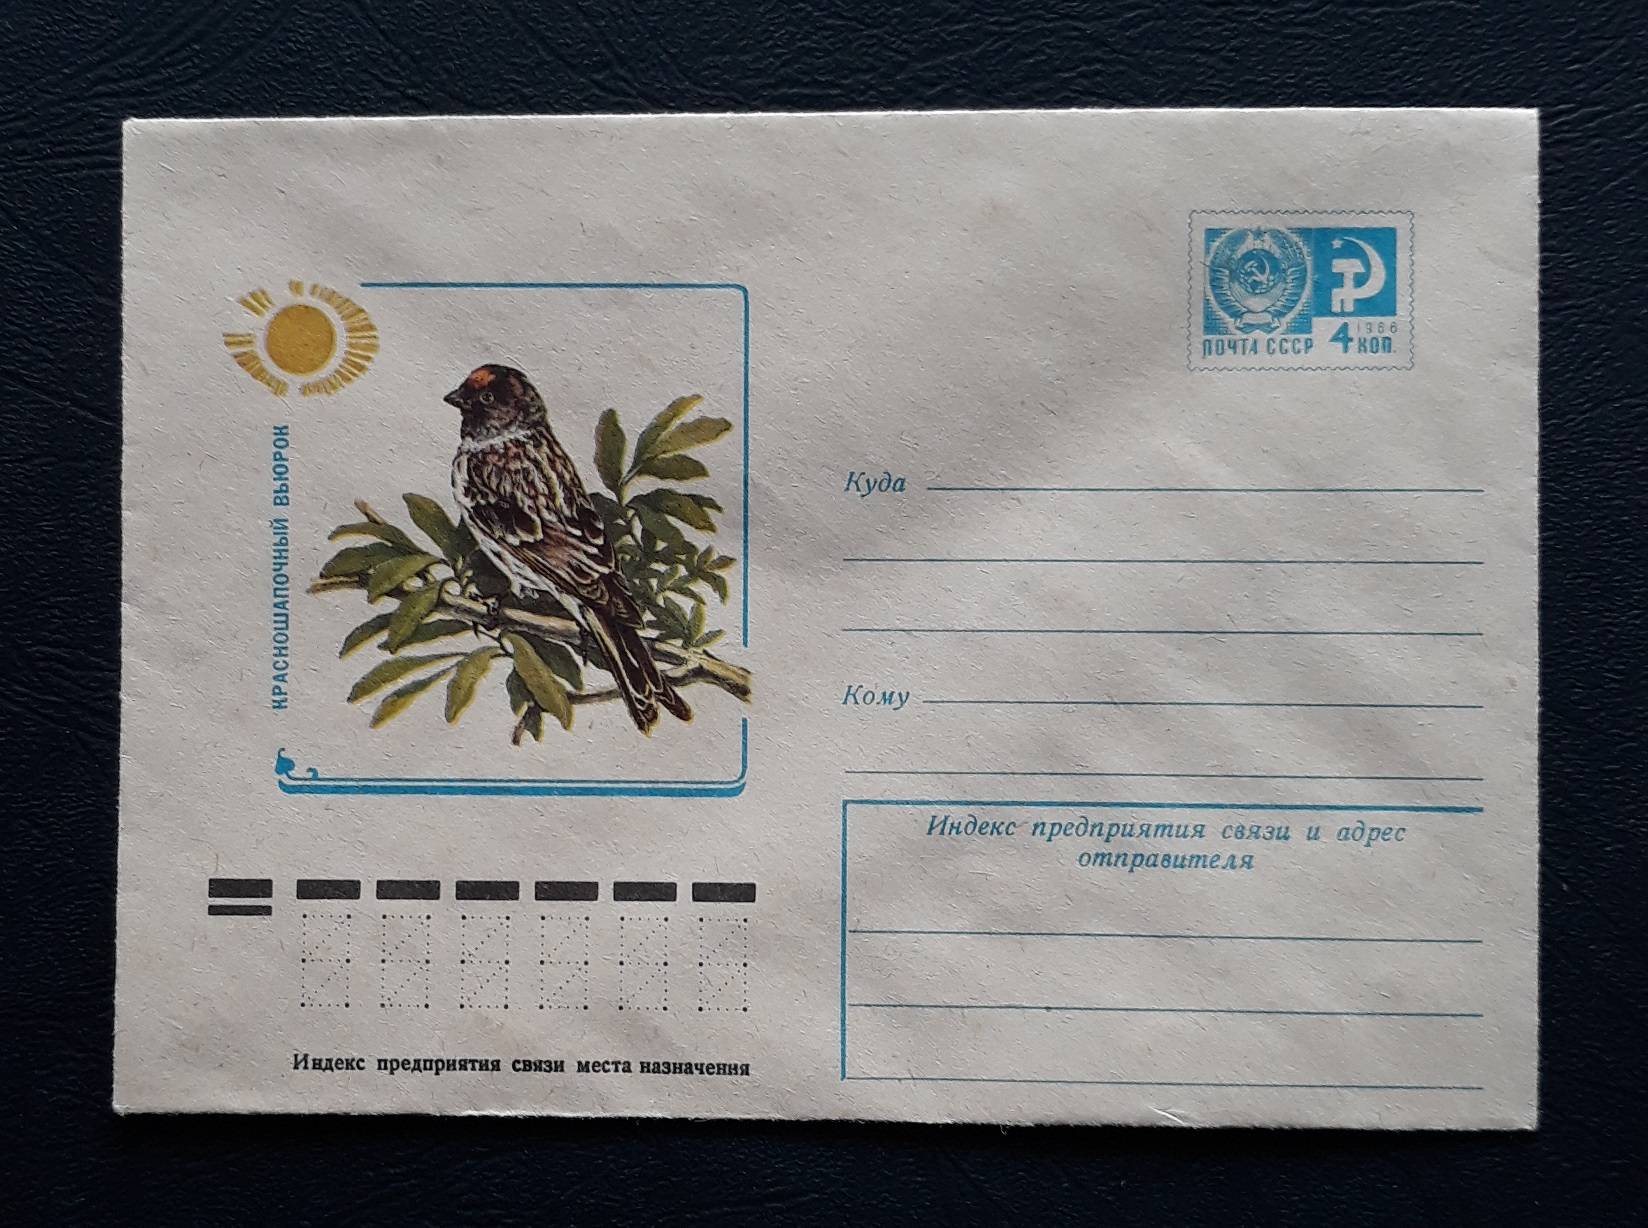 КРАСНОШАПОЧНЫЙ ВЬЮРОК
1966
ПОЧТА СССР 4 КОП.
Куда
Кому
Индекс предприятия связи и адрес
отправителя
Индекс предприятия связи места назначения